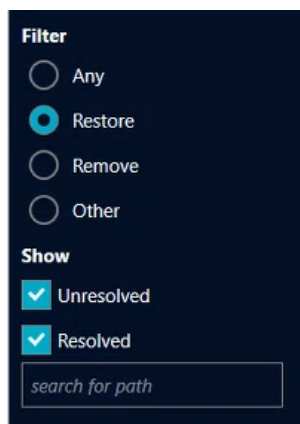 Filter
Any
Restore
Remove
Other
Show
Unresolved
Resolved
search for path